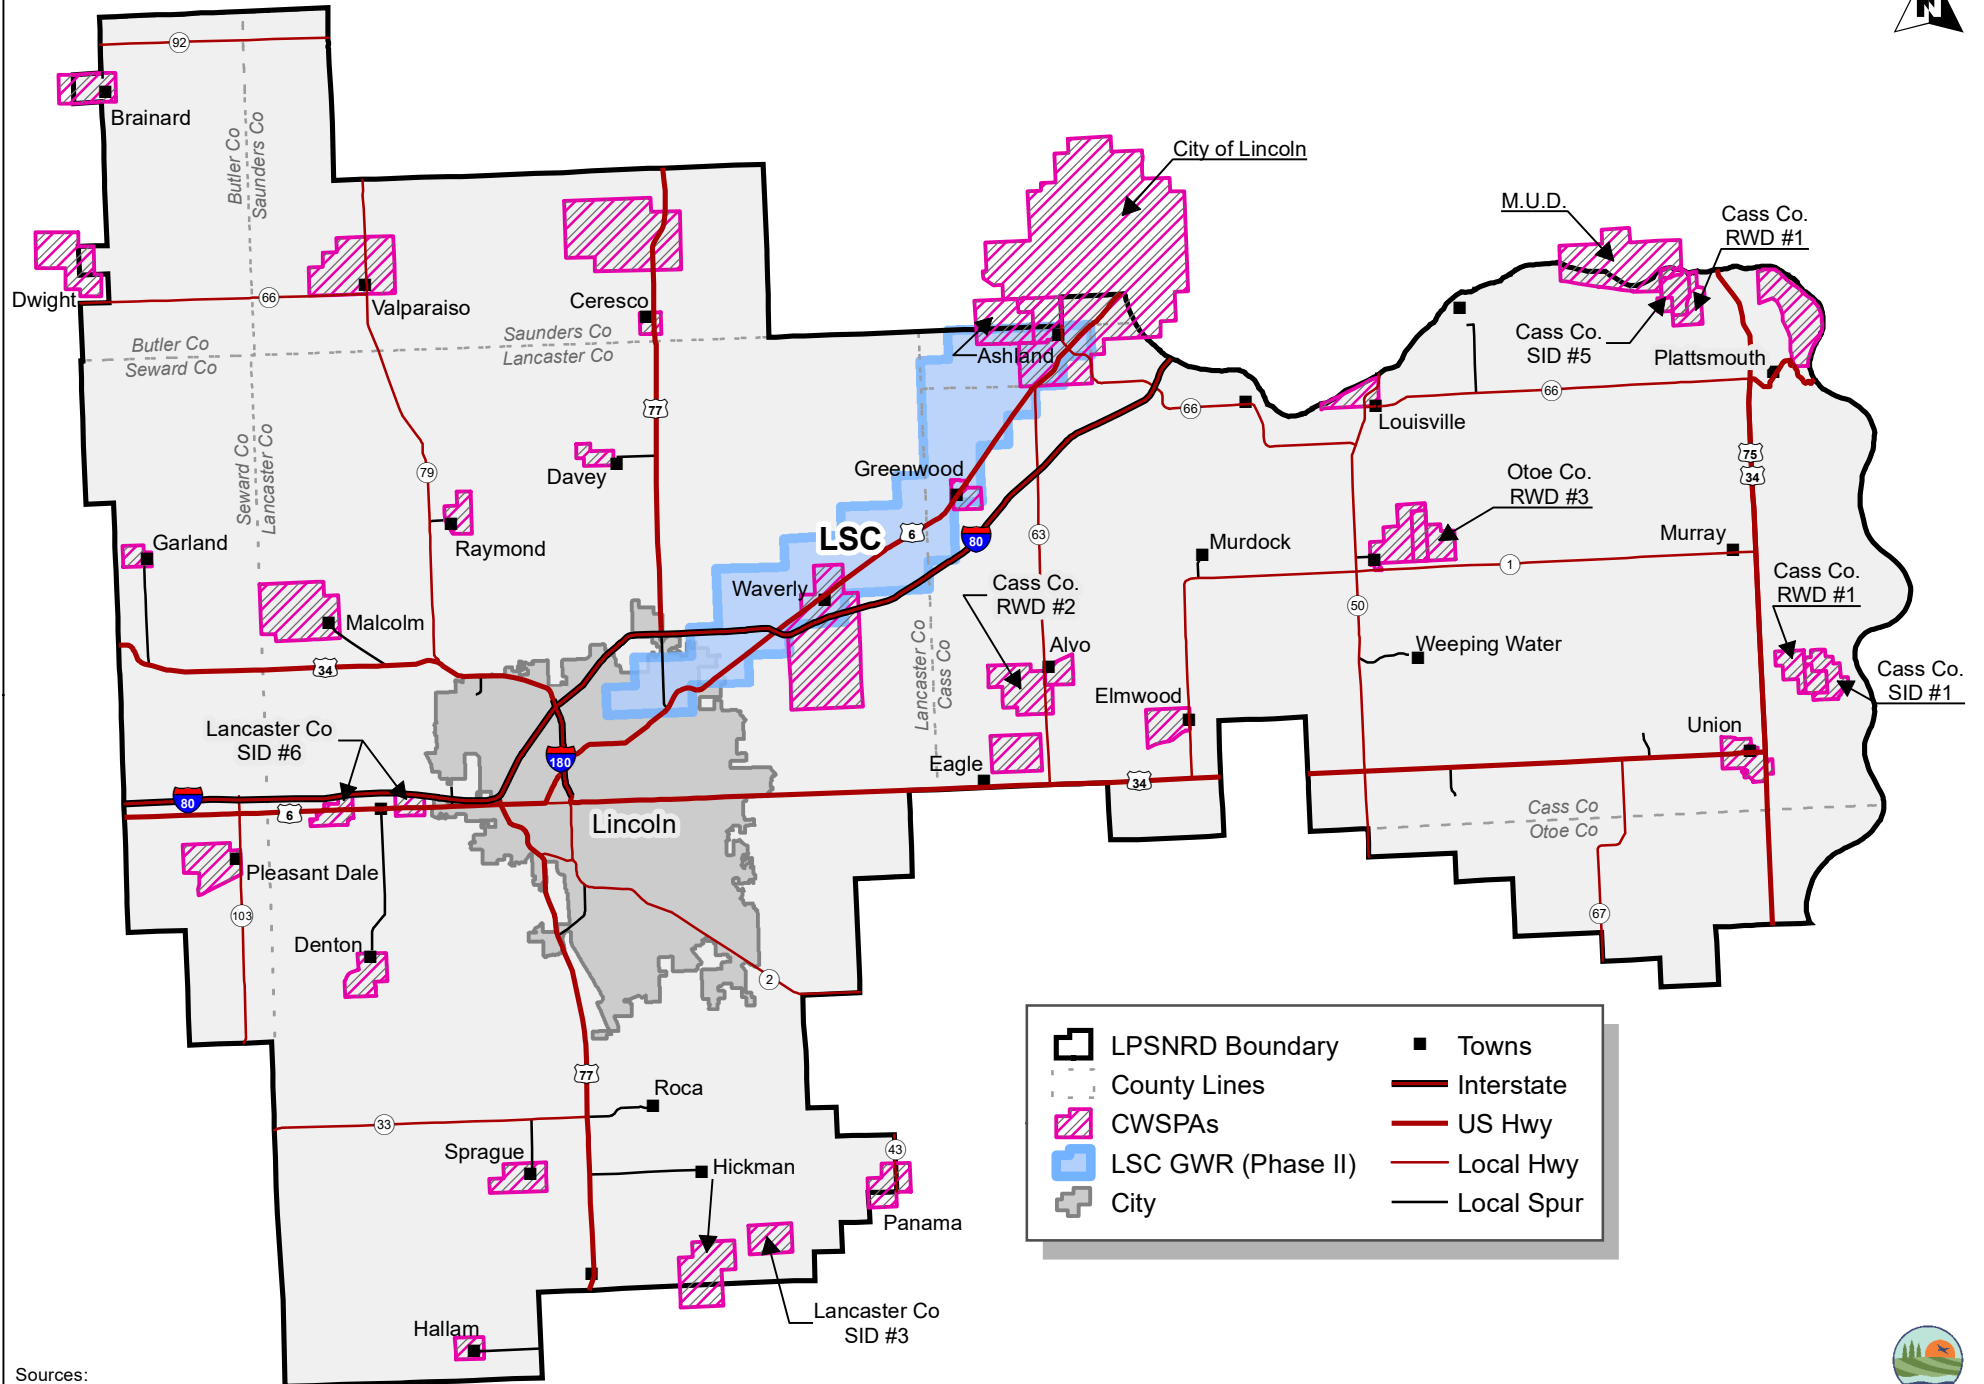 N
92
Brainard
Butler Co
Saunders Co
City of Lincoln
M.U.D.
Cass Co.
RWD #1
Dwight
66
Valparaiso
Ceresco
Saunders Co
Lancaster Co
Butler Co
Seward Co
Ashland
Cass Co.
SID #5
Plattsmouth
66
66
77
Louisville
Seward Co
Lancaster Co
79
Davey
Greenwood
75
34
Otoe Co.
RWD #3
Garland
Raymond
LSC
6
80
63
Murdock
Murray
1
Waverly
Cass Co.
RWD #2
Cass Co.
RWD #1
50
Malcolm
Lancaster Co
Cass Co
Alvo
Weeping Water
34
Elmwood
Cass Co.
SID #1
Lancaster Co
SID #6
180
Eagle
34
Union
80
6
Lincoln
Cass Co
Otoe Co
Pleasant Dale
103
67
Denton
2
77
Roca
33
Sprague
Hickman
43
Panama
Lancaster Co
SID #3
Hallam
LPSNRD Boundary
County Lines
CWSPAs
LSC GWR (Phase II)
City
Towns
Interstate
US Hwy
Local Hwy
Local Spur
Sources: